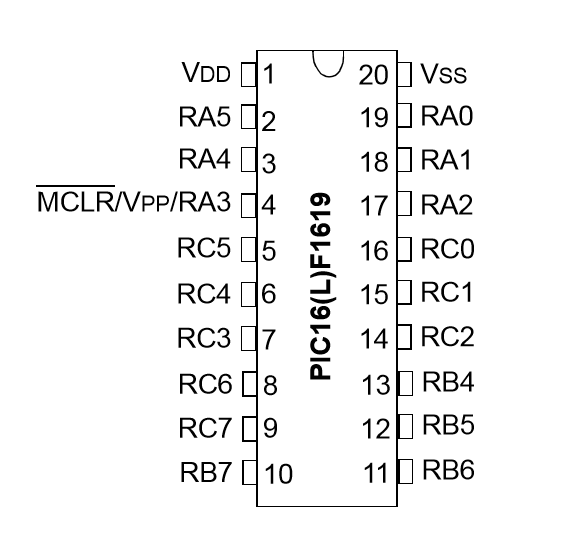 VDD 1 20 VSS
RA5 2 19 RA0
RA4 3 18 RA1
MCLR/VPP/RA3 4 17 RA2
RC5 5 16 RC0
RC4 6 15 RC1
RC3 7 14 RC2
RC6 8 13 RB4
RC7 9 12 RB5
RB7 10 11 RB6
PIC16(L)F1619